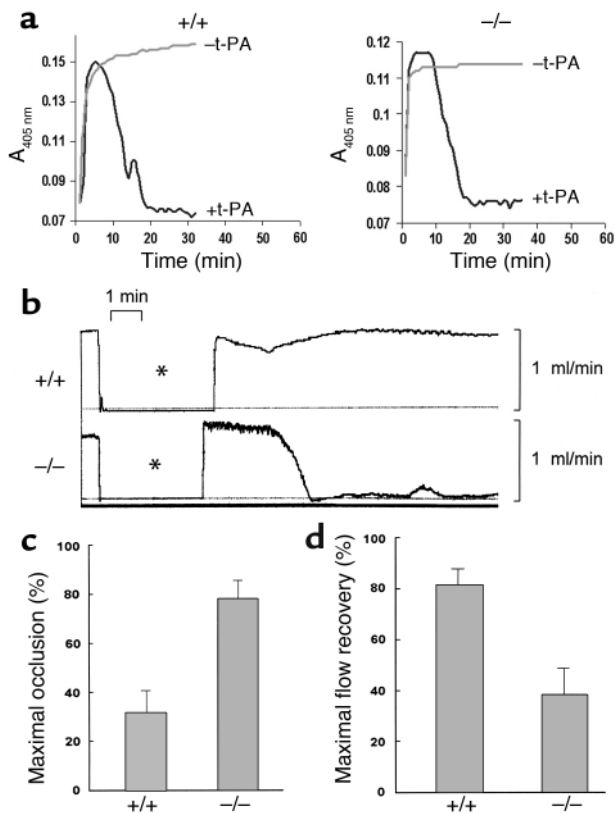 a
+/+
–/–
0.15
0.13
0.11
0.09
0.07
A405 nm
–t-PA
+t-PA
0 10 20 30 40 50 60
Time (min)
0.12
0.11
0.1
0.09
0.08
0.07
A405 nm
–t-PA
+t-PA
0 10 20 30 40 50 60
Time (min)
b
1 min
+/+
*
1 ml/min
–/–
*
1 ml/min
c
Maximal occlusion (%)
100
80
60
40
20
0
+/+
–/–
d
Maximal flow recovery (%)
100
80
60
40
20
0
+/+
–/–